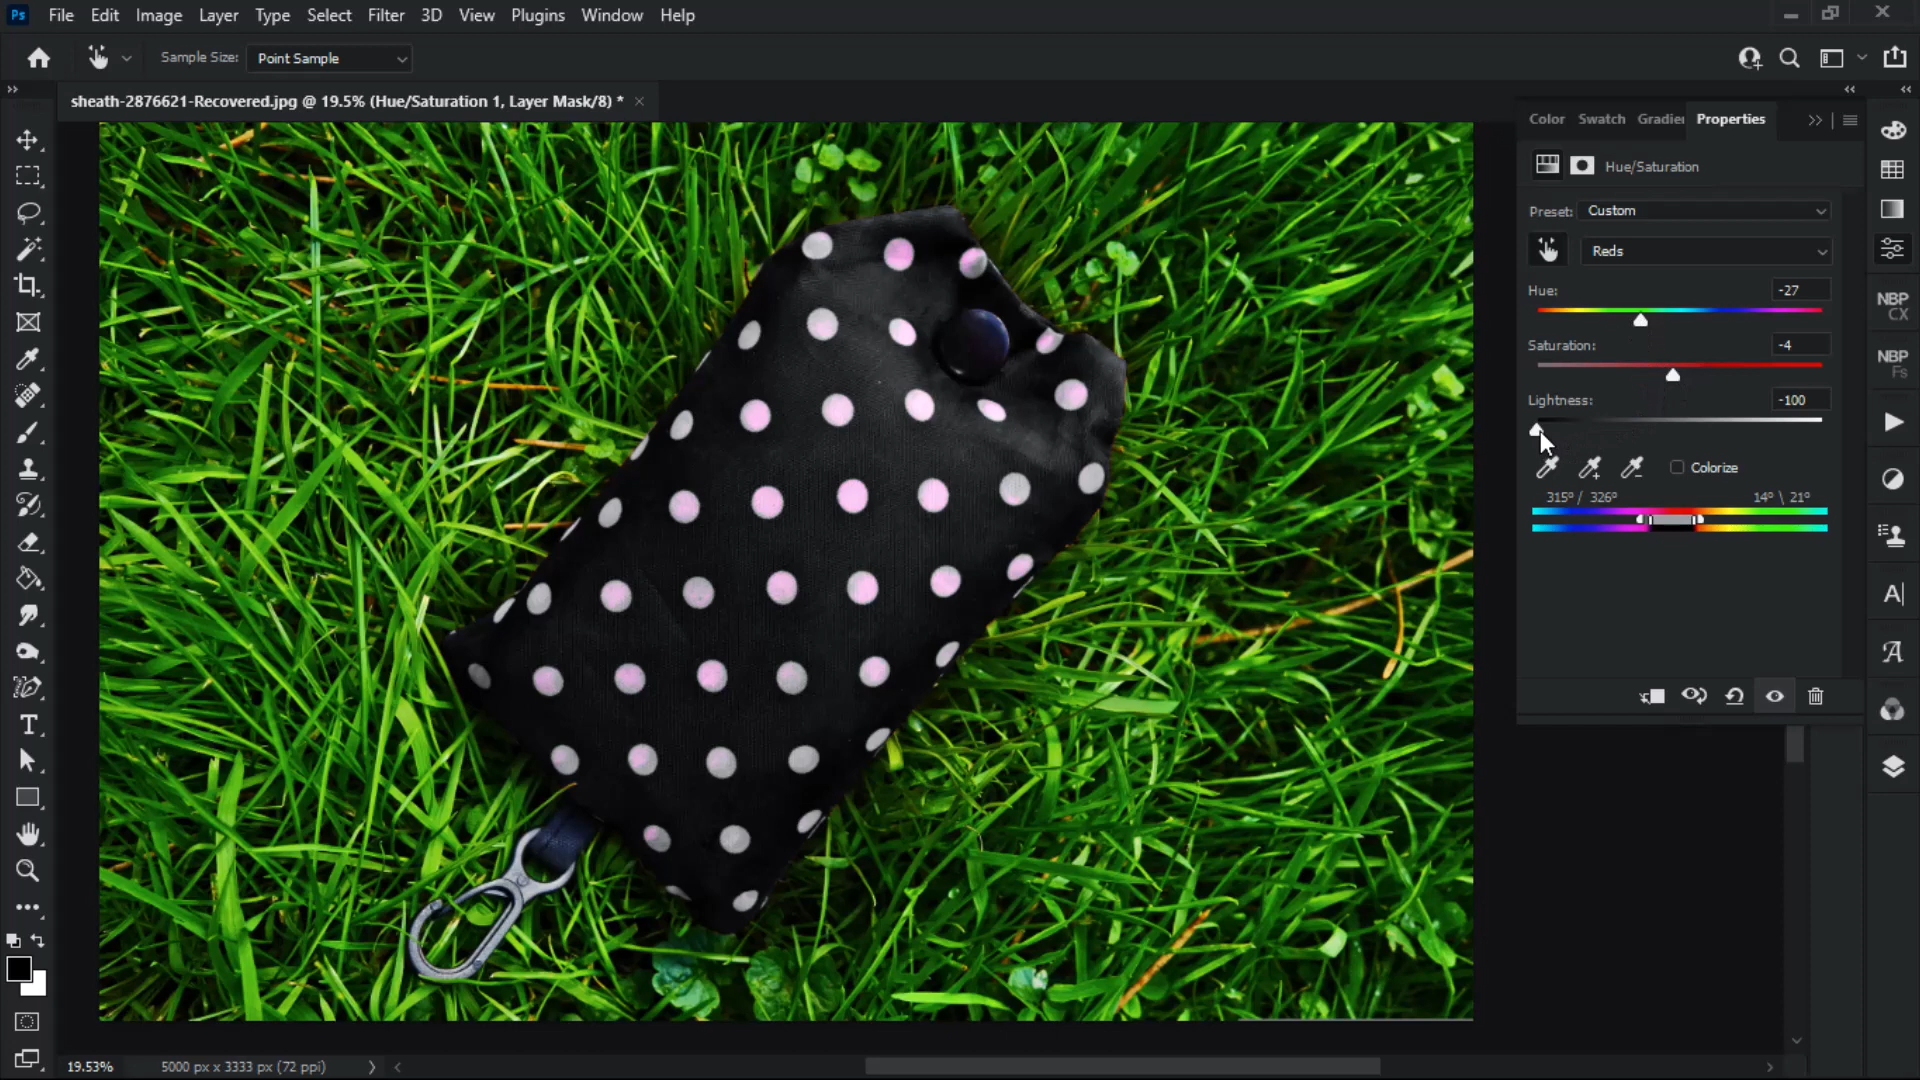 Ps File Edit Image Layer Type Select Filter 3D View Plugins Window Help
Sample Size: Point Sample
sheath-2876621-Recovered.jpg @ 19.5% (Hue/Saturation 1, Layer Mask/8) *
Color Swatch Gradier Properties
Hue/Saturation
Preset: Custom
Reds
Hue: -27
Saturation: -4
Lightness: -100
Colorize
315° / 326° 14° \ 21°
NBP
CX
NBP
Fs
19.53% 5000 px x 3333 px (72 ppi)